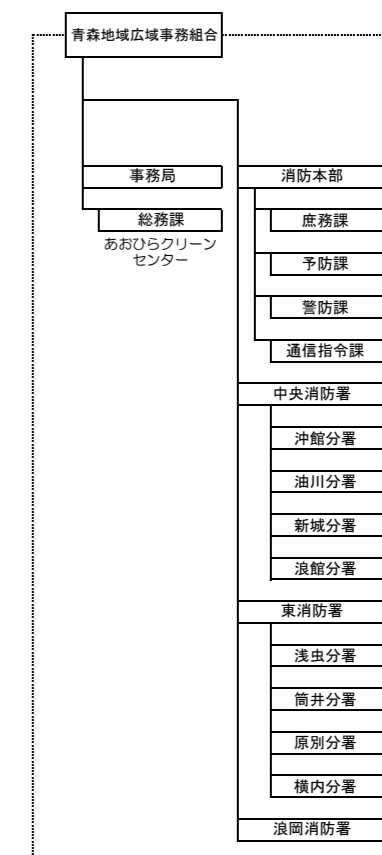 青森地域広域事務組合
事務局
総務課
あおひらクリーン
センター
消防本部
庶務課
予防課
警防課
通信指令課
中央消防署
沖館分署
油川分署
新城分署
浪館分署
東消防署
浅虫分署
筒井分署
原別分署
横内分署
浪岡消防署